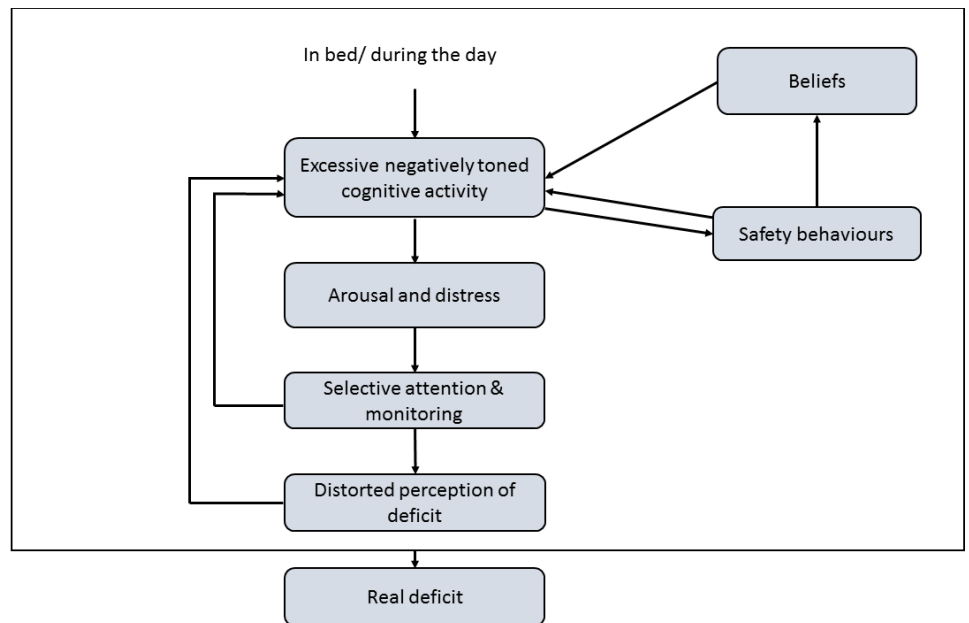 In bed/ during the day
Beliefs
Excessive negatively toned
cognitive activity
Safety behaviours
Arousal and distress
Selective attention &
monitoring
Distorted perception of
deficit
Real deficit